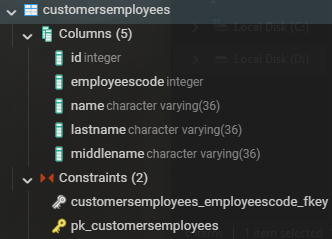 customersemployees
Columns (5)
id integer
employeescode integer
name character varying(36)
lastname character varying(36)
middlename character varying(36)
Constraints (2)
customersemployees_employeescode_fkey
pk_customersemployees
Local Disk (C:)
Local Disk (D:)
1 item selected